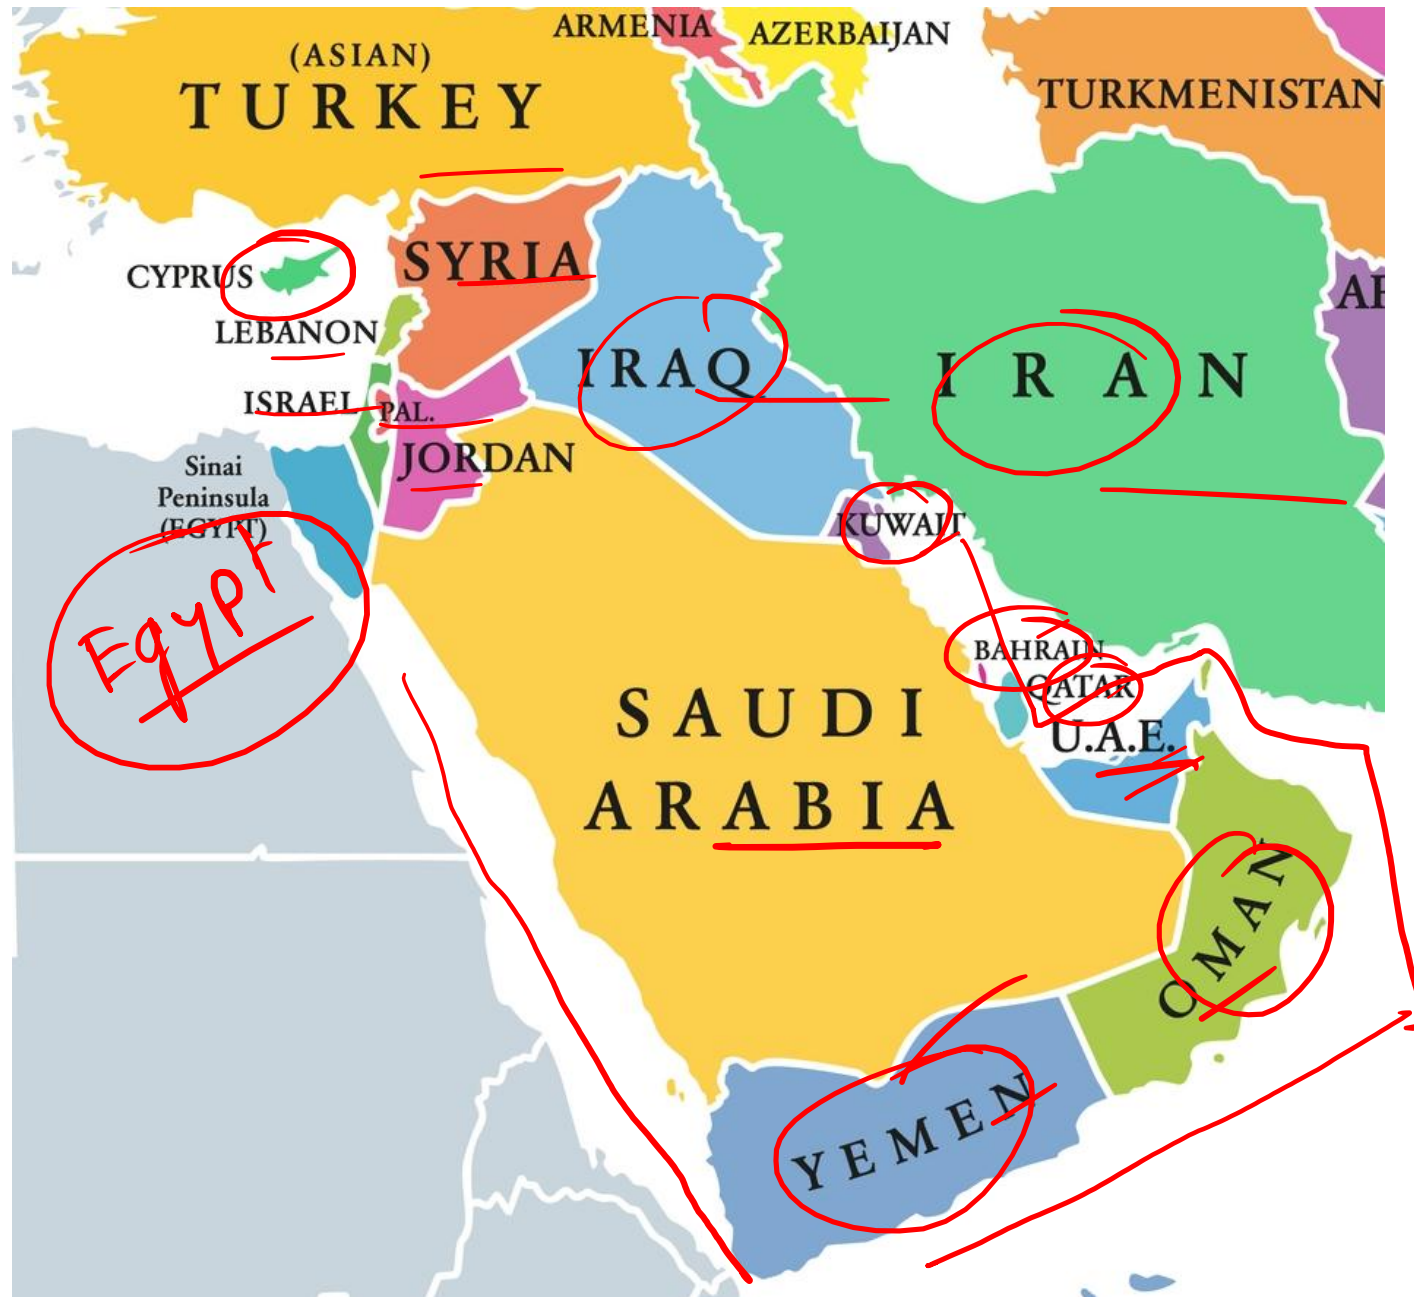 ARMENIA
AZERBAIJAN
(ASIAN)
TURKEY
TURKMENISTAN
SYRIA
CYPRUS
AF
LEBANON
IRAQ
IRAN
ISRAEL
PAL.
JORDAN
Sinai
Peninsula
(EGYPT)
KUWAIT
Egypt
BAHRAIN
QATAR
SAUDI
ARABIA
U.A.E.
OMAN
YEMEN